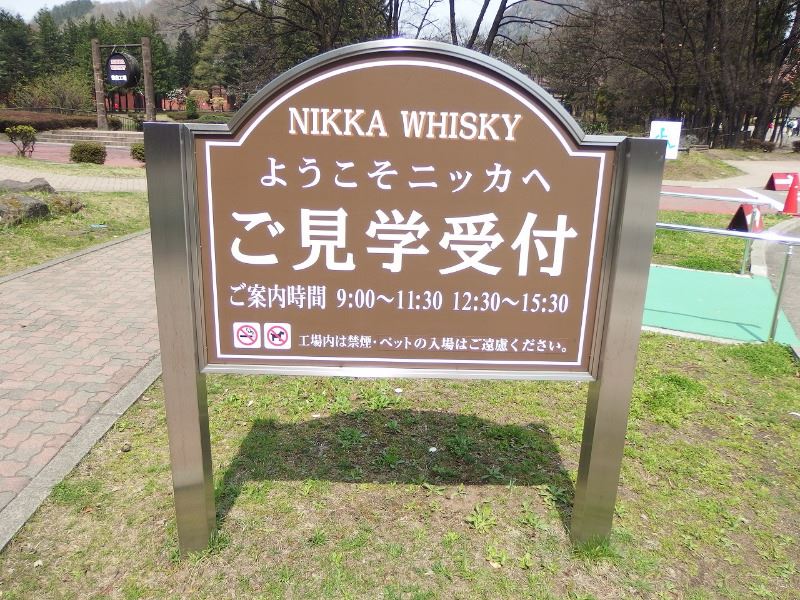 NIKKA WHISKY
ようこそニッカへ
ご見学受付
ご案内時間 9:00～11:30 12:30～15:30
工場内は禁煙・ペットの入場はご遠慮ください。